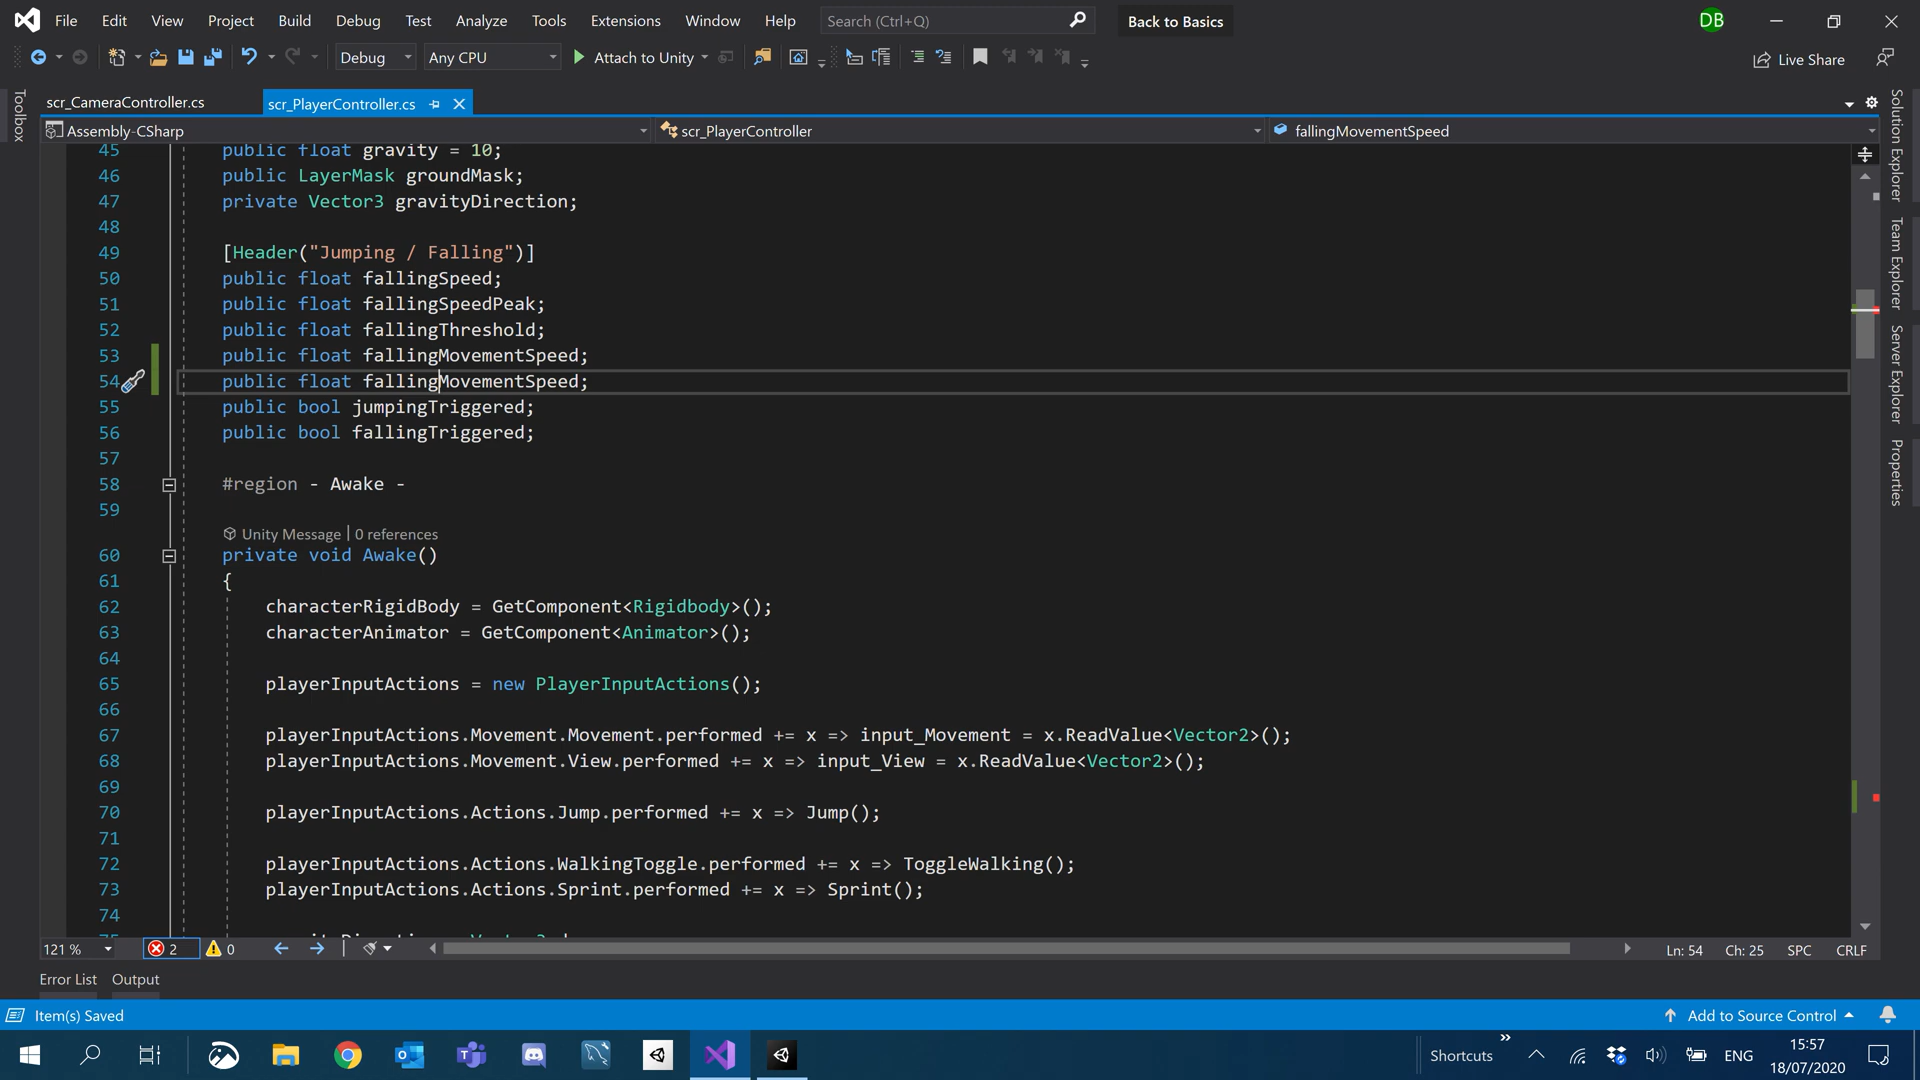 File Edit View Project Build Debug Test Analyze Tools Extensions Window Help Search (Ctrl+Q) Back to Basics DB
Debug Any CPU Attach to Unity Live Share
scr_CameraController.cs scr_PlayerController.cs
Assembly-CSharp scr_PlayerController fallingMovementSpeed
Toolbox
Solution Explorer
Team Explorer
Server Explorer
Properties
45 public float gravity = 10;
46 public LayerMask groundMask;
47 private Vector3 gravityDirection;
48
49 [Header("Jumping / Falling")]
50 public float fallingSpeed;
51 public float fallingSpeedPeak;
52 public float fallingThreshold;
53 public float fallingMovementSpeed;
54 public float fallingMovementSpeed;
55 public bool jumpingTriggered;
56 public bool fallingTriggered;
57
58 #region - Awake -
59
Unity Message | 0 references
60 private void Awake()
61 {
62 characterRigidBody = GetComponent<Rigidbody>();
63 characterAnimator = GetComponent<Animator>();
64
65 playerInputActions = new PlayerInputActions();
66
67 playerInputActions.Movement.Movement.performed += x => input_Movement = x.ReadValue<Vector2>();
68 playerInputActions.Movement.View.performed += x => input_View = x.ReadValue<Vector2>();
69
70 playerInputActions.Actions.Jump.performed += x => Jump();
71
72 playerInputActions.Actions.WalkingToggle.performed += x => ToggleWalking();
73 playerInputActions.Actions.Sprint.performed += x => Sprint();
74
121 % 2 0 Ln: 54 Ch: 25 SPC CRLF
Error List Output
Item(s) Saved Add to Source Control
Shortcuts ENG 15:57
18/07/2020